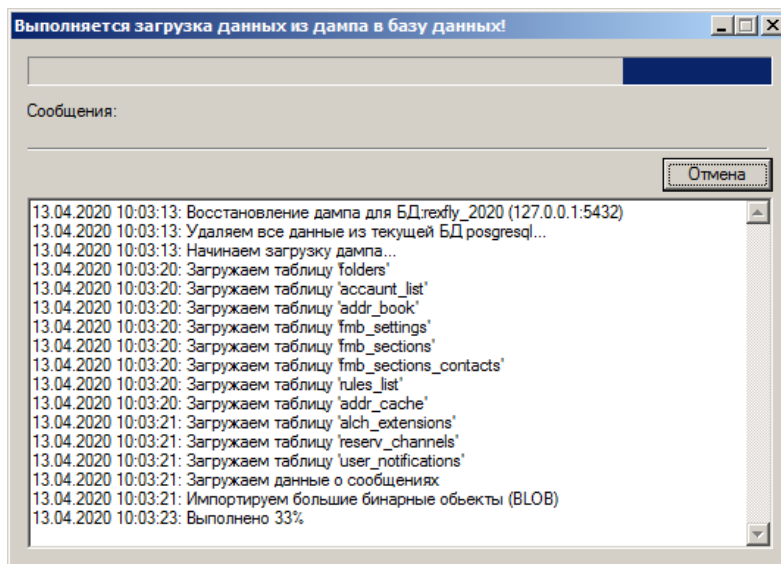 Выполняется загрузка данных из дампа в базу данных!
Сообщения:
Отмена
13.04.2020 10:03:13: Восстановление дампа для БД:rexfly_2020 (127.0.0.1:5432)
13.04.2020 10:03:13: Удаляем все данные из текущей БД posgresql...
13.04.2020 10:03:13: Начинаем загрузку дампа...
13.04.2020 10:03:20: Загружаем таблицу 'folders'
13.04.2020 10:03:20: Загружаем таблицу 'accaunt_list'
13.04.2020 10:03:20: Загружаем таблицу 'addr_book'
13.04.2020 10:03:20: Загружаем таблицу 'fmb_settings'
13.04.2020 10:03:20: Загружаем таблицу 'fmb_sections'
13.04.2020 10:03:20: Загружаем таблицу 'fmb_sections_contacts'
13.04.2020 10:03:20: Загружаем таблицу 'rules_list'
13.04.2020 10:03:20: Загружаем таблицу 'addr_cache'
13.04.2020 10:03:21: Загружаем таблицу 'alch_extensions'
13.04.2020 10:03:21: Загружаем таблицу 'reserv_channels'
13.04.2020 10:03:21: Загружаем таблицу 'user_notifications'
13.04.2020 10:03:21: Загружаем данные о сообщениях
13.04.2020 10:03:21: Импортируем большие бинарные обьекты (BLOB)
13.04.2020 10:03:23: Выполнено 33%